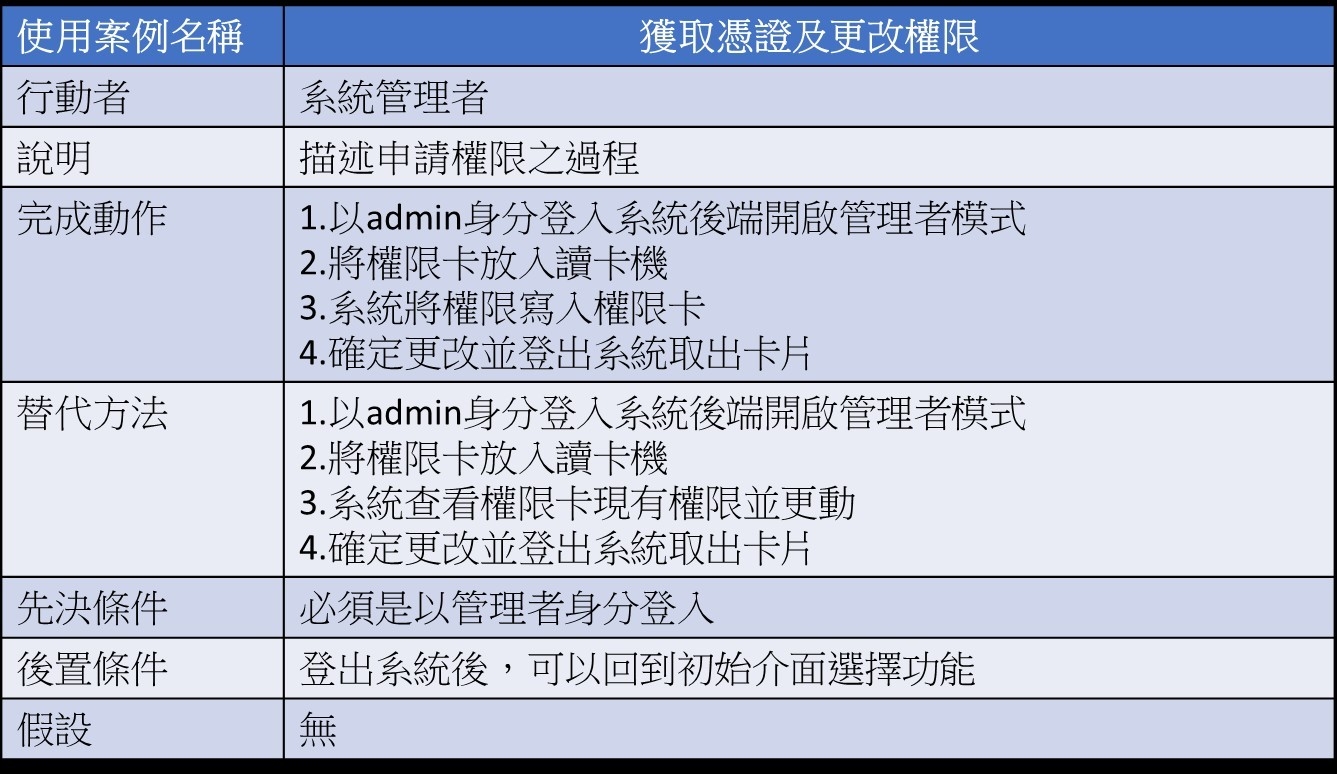 使用案例名稱 獲取憑證及更改權限
行動者 系統管理者
說明 描述申請權限之過程
完成動作 1.以admin身分登入系統後端開啟管理者模式
2.將權限卡放入讀卡機
3.系統將權限寫入權限卡
4.確定更改並登出系統取出卡片
替代方法 1.以admin身分登入系統後端開啟管理者模式
2.將權限卡放入讀卡機
3.系統查看權限卡現有權限並更動
4.確定更改並登出系統取出卡片
先決條件 必須是以管理者身分登入
後置條件 登出系統後，可以回到初始介面選擇功能
假設 無